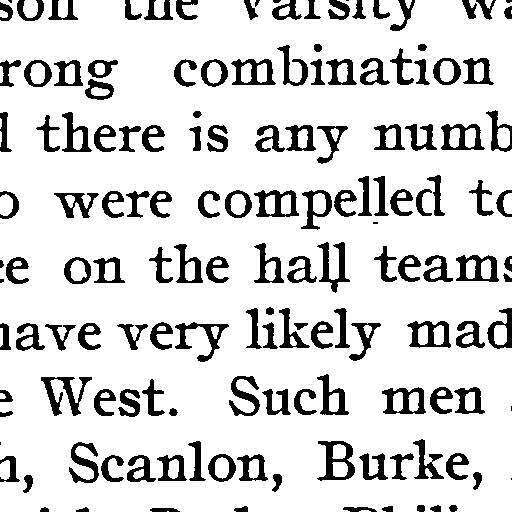 son the Varsity wa
rong combination
d there is any numb
o were compelled to
ce on the hall teams
have very likely mad
e West. Such men
h, Scanlon, Burke,